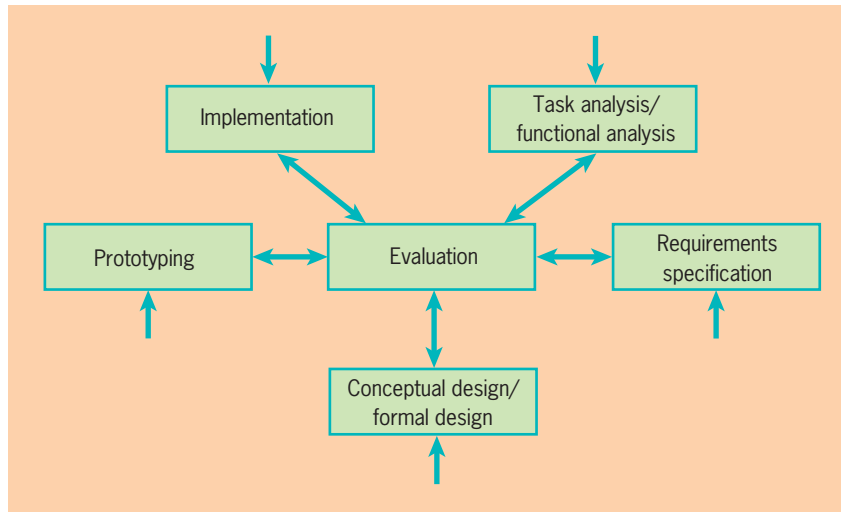 Implementation
Task analysis/
functional analysis
Prototyping
Evaluation
Requirements
specification
Conceptual design/
formal design